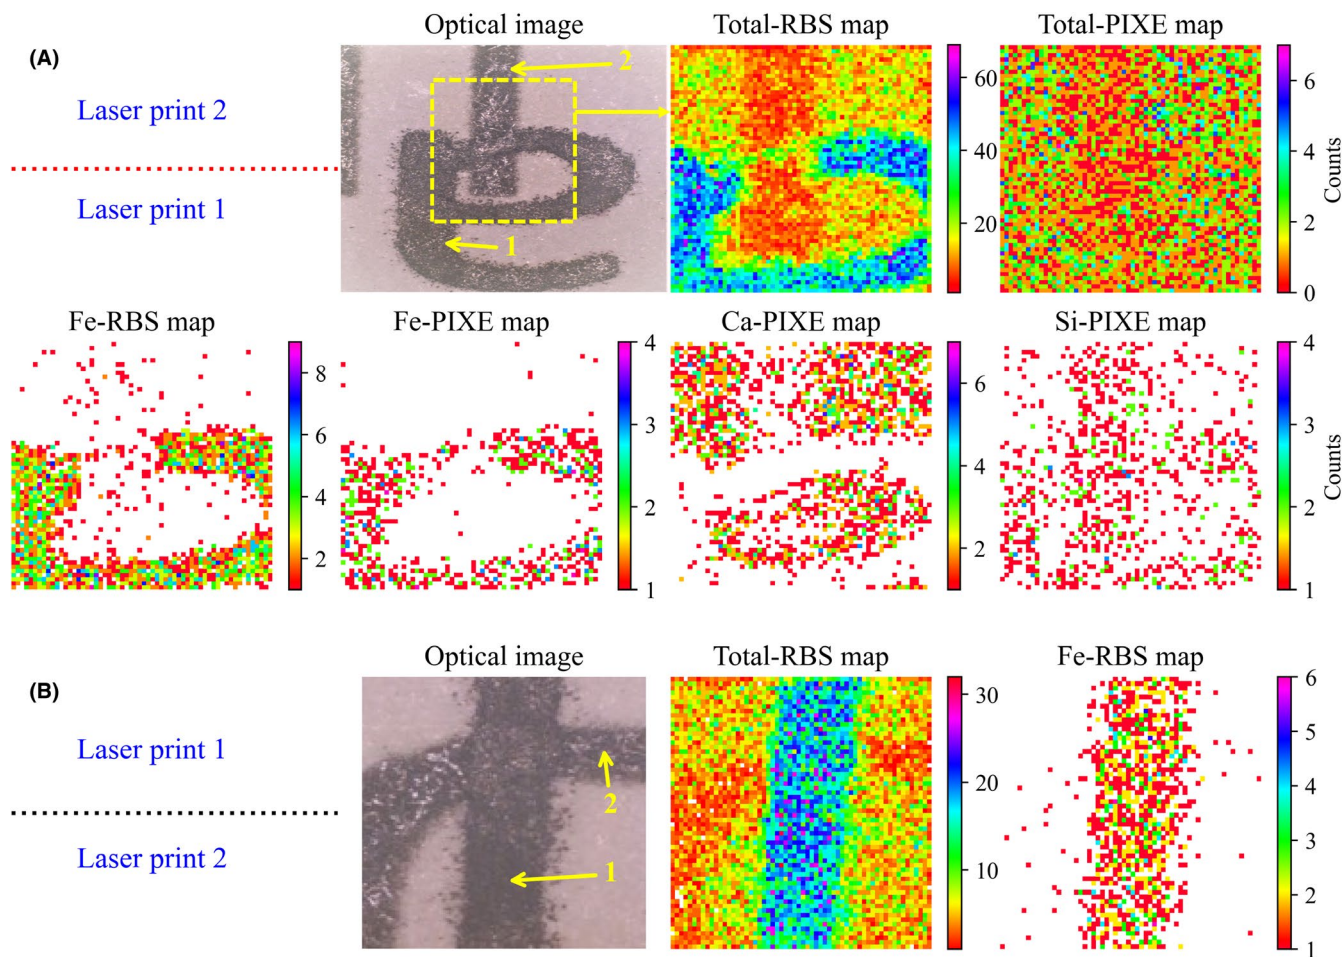 (A)
Optical image
Total-RBS map
Total-PIXE map
Laser print 2
Laser print 1
2
1
60
40
20
6
4
2
0
Counts
Fe-RBS map
Fe-PIXE map
Ca-PIXE map
Si-PIXE map
8
6
4
2
4
3
2
1
6
4
2
4
3
2
1
Counts
(B)
Optical image
Total-RBS map
Fe-RBS map
Laser print 1
Laser print 2
2
1
30
20
10
6
5
4
3
2
1